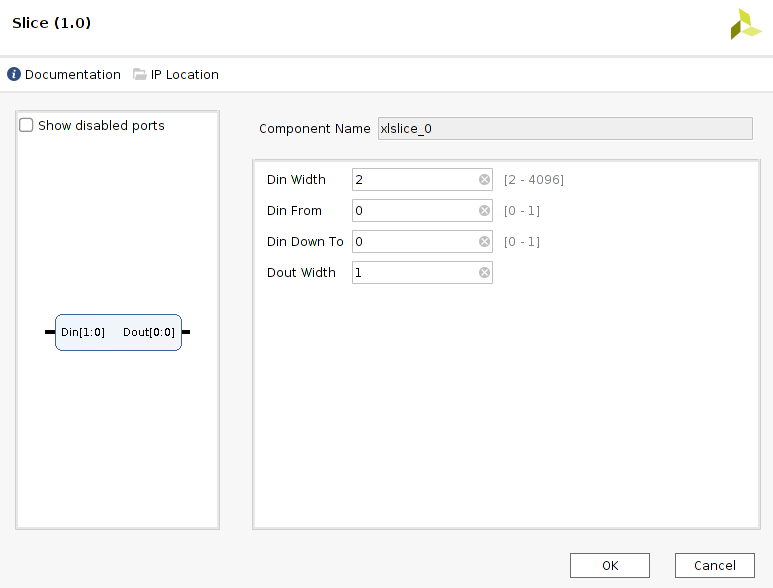 Slice (1.0)
i Documentation IP Location
Show disabled ports
Component Name xlslice_0
Din Width 2 [2 - 4096]
Din From 0 [0 - 1]
Din Down To 0 [0 - 1]
Dout Width 1
Din[1:0] Dout[0:0]
OK Cancel